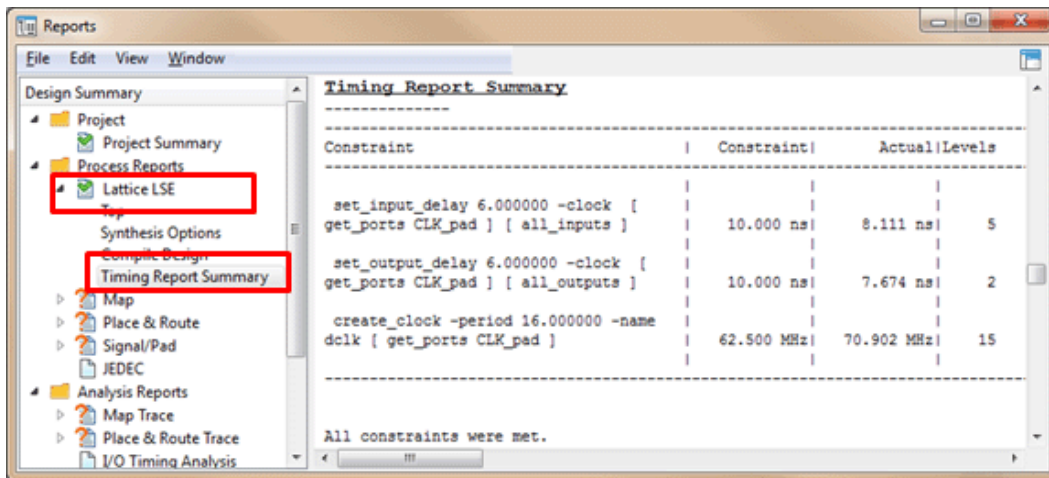 Reports
File Edit View Window
Design Summary
Project
Project Summary
Process Reports
Lattice LSE
Top
Synthesis Options
Compile Design
Timing Report Summary
Map
Place & Route
Signal/Pad
JEDEC
Analysis Reports
Map Trace
Place & Route Trace
I/O Timing Analysis
Timing Report Summary
--------------
Constraint | Constraint| Actual|Levels
| | |
set_input_delay 6.000000 -clock [ | | |
get_ports CLK_pad ] [ all_inputs ] | 10.000 ns| 8.111 ns| 5
| | |
set_output_delay 6.000000 -clock [ | | |
get_ports CLK_pad ] [ all_outputs ] | 10.000 ns| 7.674 ns| 2
| | |
create_clock -period 16.000000 -name | | |
dclk [ get_ports CLK_pad ] | 62.500 MHz| 70.902 MHz| 15
| | |
All constraints were met.